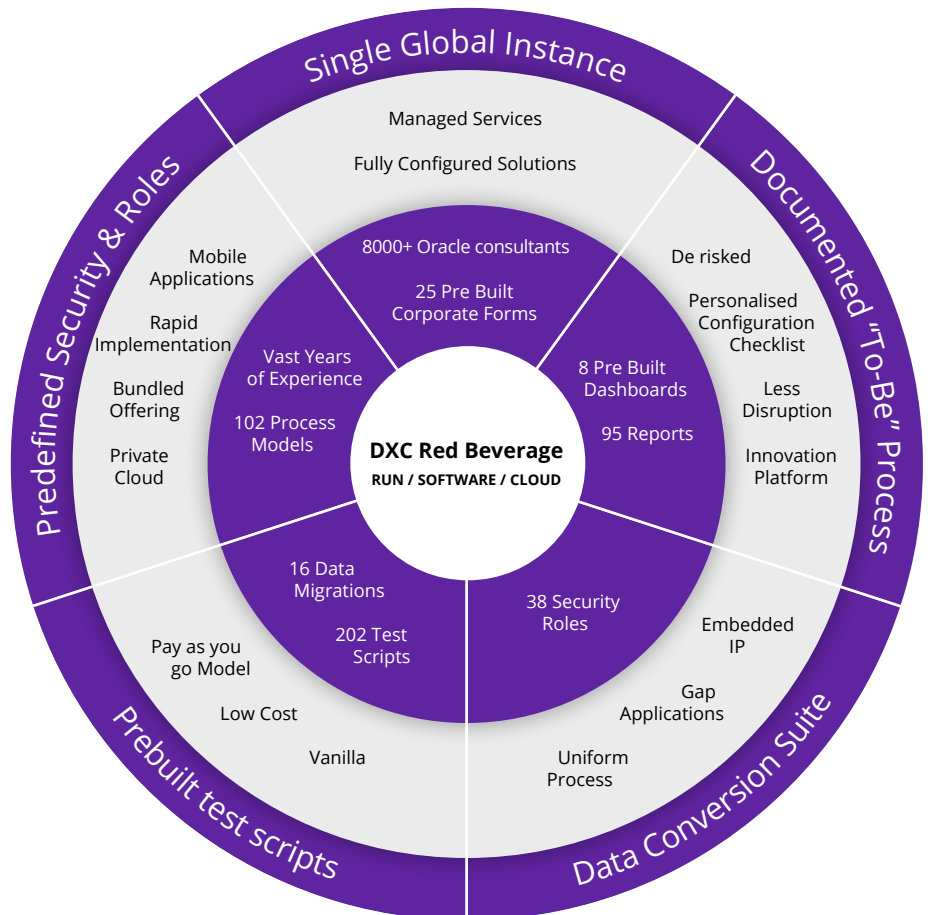 Single Global Instance
Managed Services
Fully Configured Solutions
8000+ Oracle consultants
25 Pre Built
Corporate Forms
Documented “To-Be” Process
De risked
Personalised
Configuration
Checklist
Less
Disruption
Innovation
Platform
8 Pre Built
Dashboards
95 Reports
Data Conversion Suite
Embedded
IP
Gap
Applications
Uniform
Process
38 Security
Roles
Prebuilt test scripts
Pay as you
go Model
Low Cost
Vanilla
16 Data
Migrations
202 Test
Scripts
Predefined Security & Roles
Mobile
Applications
Rapid
Implementation
Bundled
Offering
Private
Cloud
Vast Years
of Experience
102 Process
Models
DXC Red Beverage
RUN / SOFTWARE / CLOUD